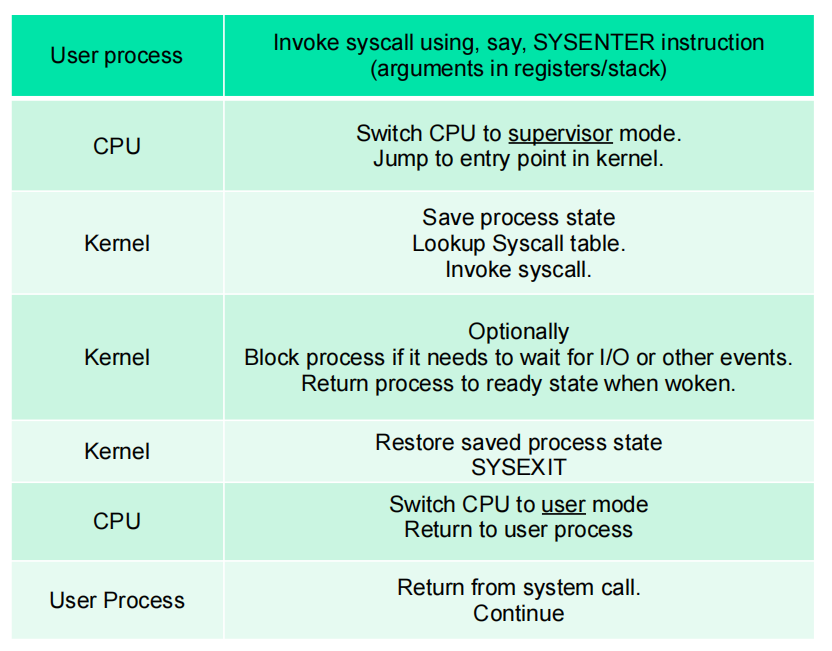 User process
Invoke syscall using, say, SYSENTER instruction
(arguments in registers/stack)
CPU
Switch CPU to supervisor mode.
Jump to entry point in kernel.
Kernel
Save process state
Lookup Syscall table.
Invoke syscall.
Kernel
Optionally
Block process if it needs to wait for I/O or other events.
Return process to ready state when woken.
Kernel
Restore saved process state
SYSEXIT
CPU
Switch CPU to user mode
Return to user process
User Process
Return from system call.
Continue